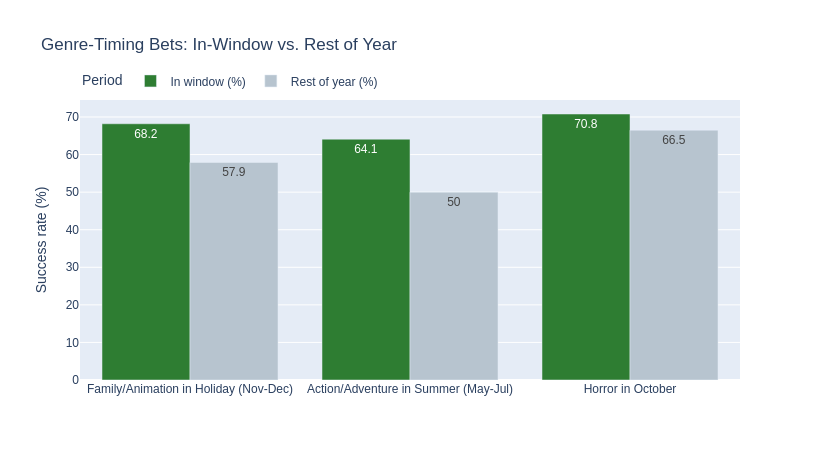 Genre-Timing Bets: In-Window vs. Rest of Year
Period In window (%) Rest of year (%)
Success rate (%)
70
60
50
40
30
20
10
0
68.2 57.9 64.1 50 70.8 66.5
Family/Animation in Holiday (Nov-Dec) Action/Adventure in Summer (May-Jul) Horror in October